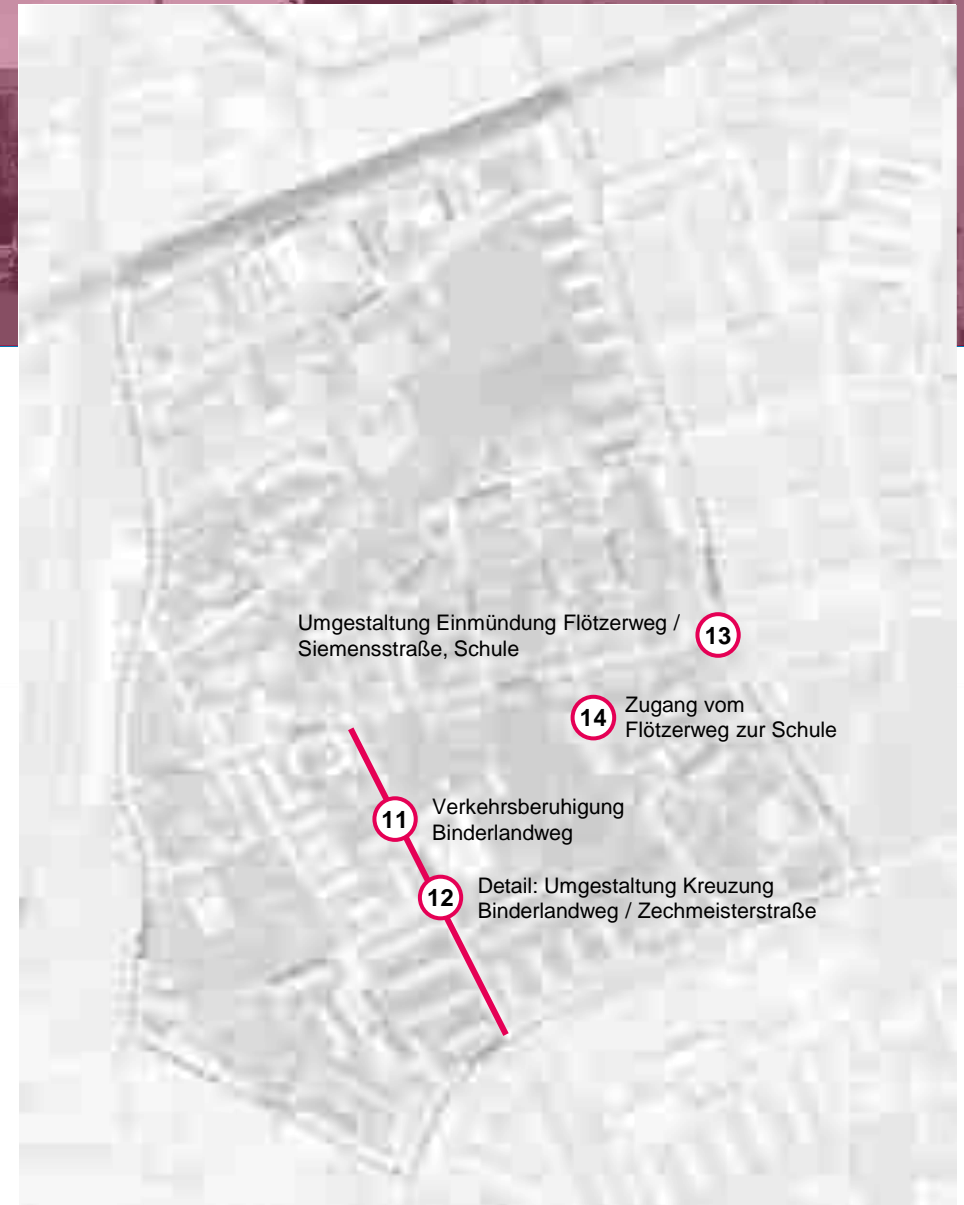 Umgestaltung Einmündung Flötzerweg /
Siemensstraße, Schule
13
14
Zugang vom
Flötzerweg zur Schule
11
Verkehrsberuhigung
Binderlandweg
12
Detail: Umgestaltung Kreuzung
Binderlandweg / Zechmeisterstraße